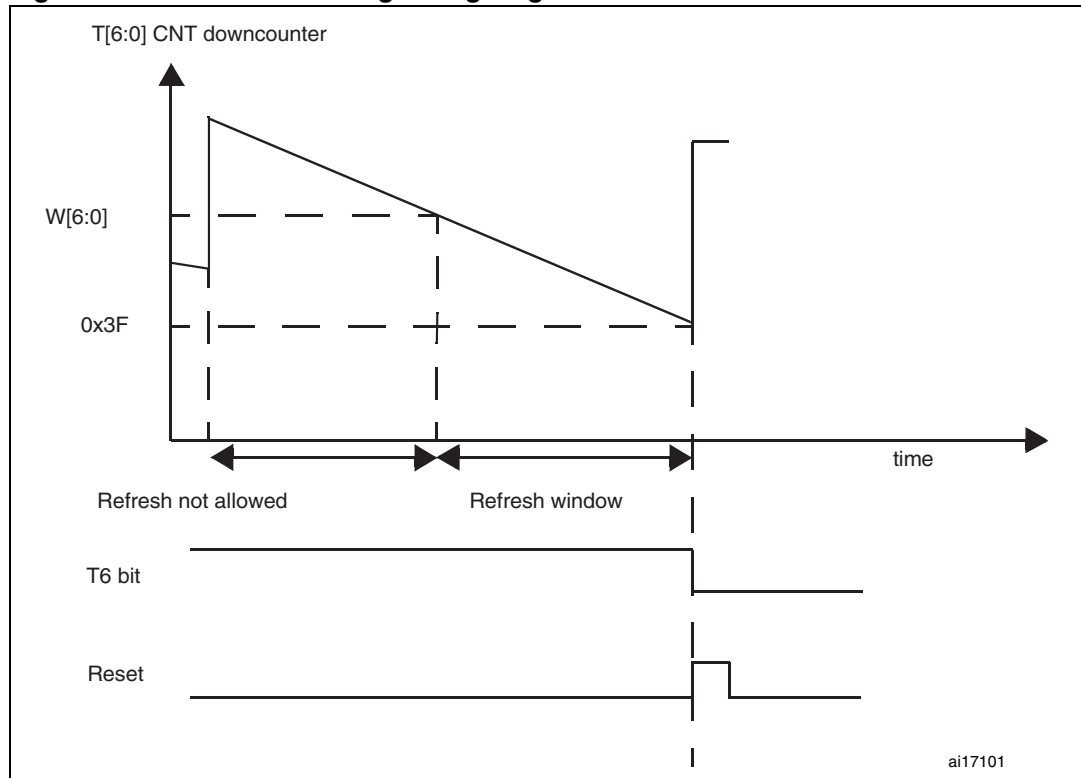 T[6:0] CNT downcounter
W[6:0]
0x3F
time
Refresh not allowed
Refresh window
T6 bit
Reset
ai17101